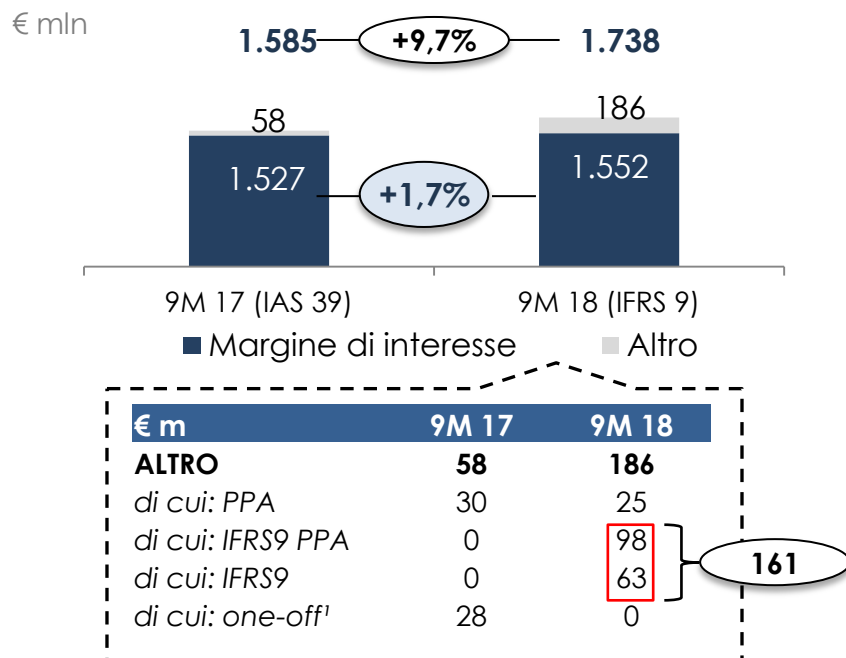 € mln
1.585 +9,7% 1.738
58 186
1.527 +1,7% 1.552
9M 17 (IAS 39) 9M 18 (IFRS 9)
Margine di interesse Altro
€ m 9M 17 9M 18
ALTRO 58 186
di cui: PPA 30 25
di cui: IFRS9 PPA 0 98
di cui: IFRS9 0 63
161
di cui: one-off¹ 28 0